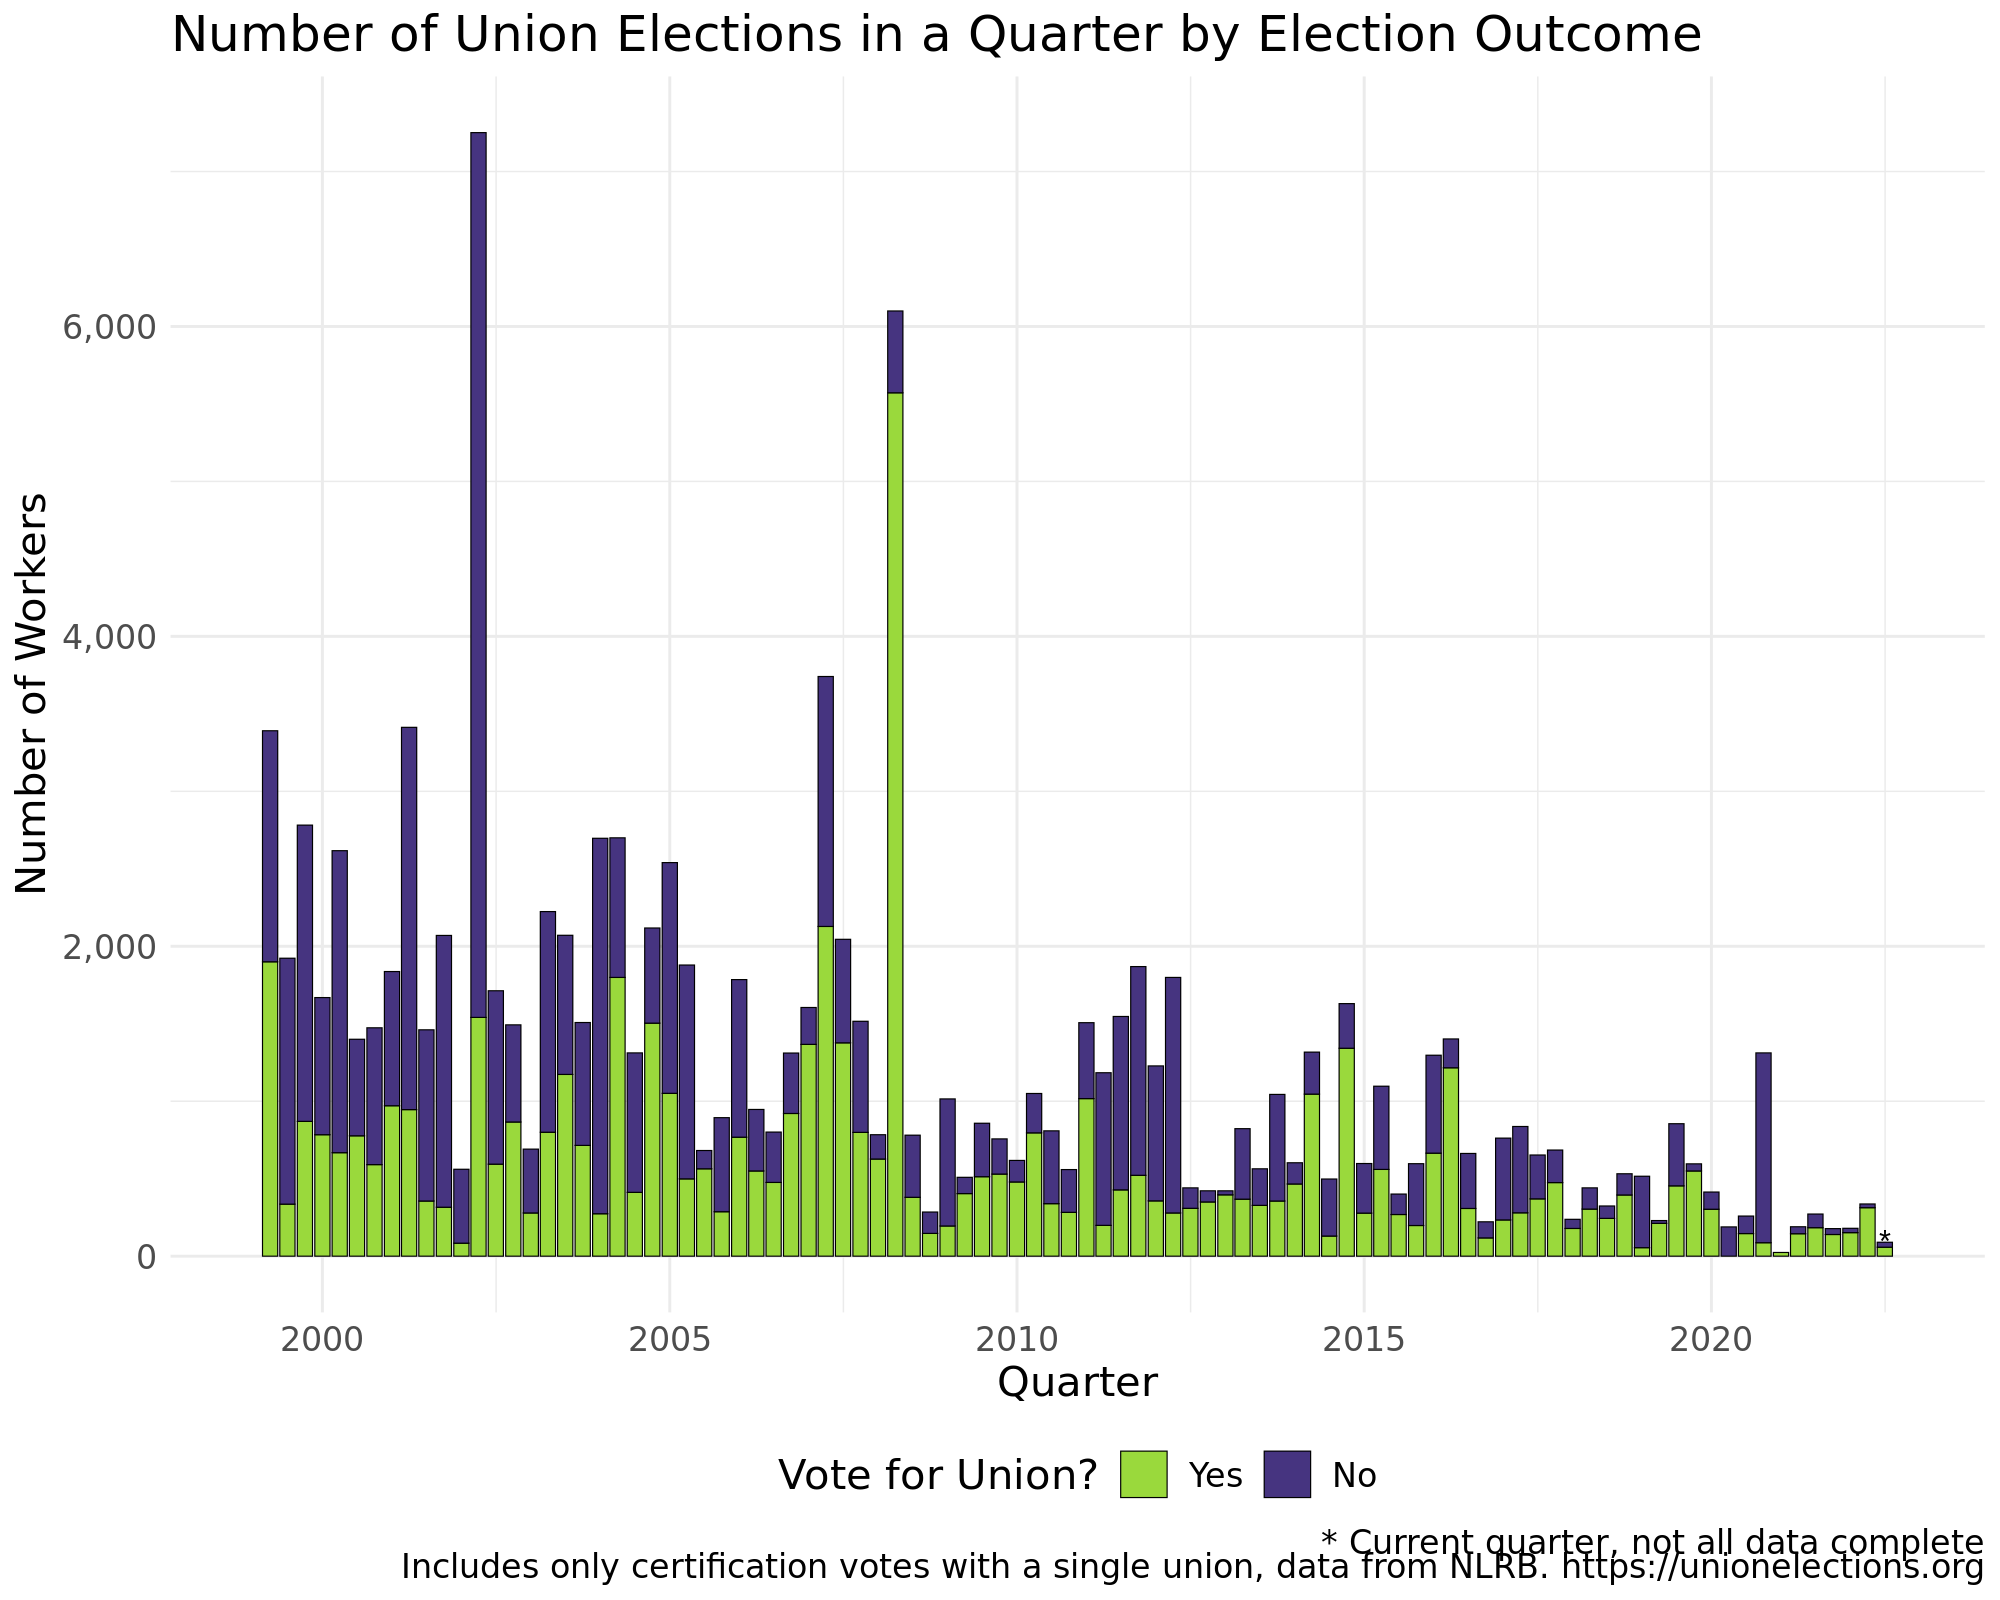 Number of Union Elections in a Quarter by Election Outcome
Number of Workers
6,000
4,000
2,000
0
*
2000 2005 2010 2015 2020
Quarter
Vote for Union? Yes No
* Current quarter, not all data complete
Includes only certification votes with a single union, data from NLRB. https://unionelections.org